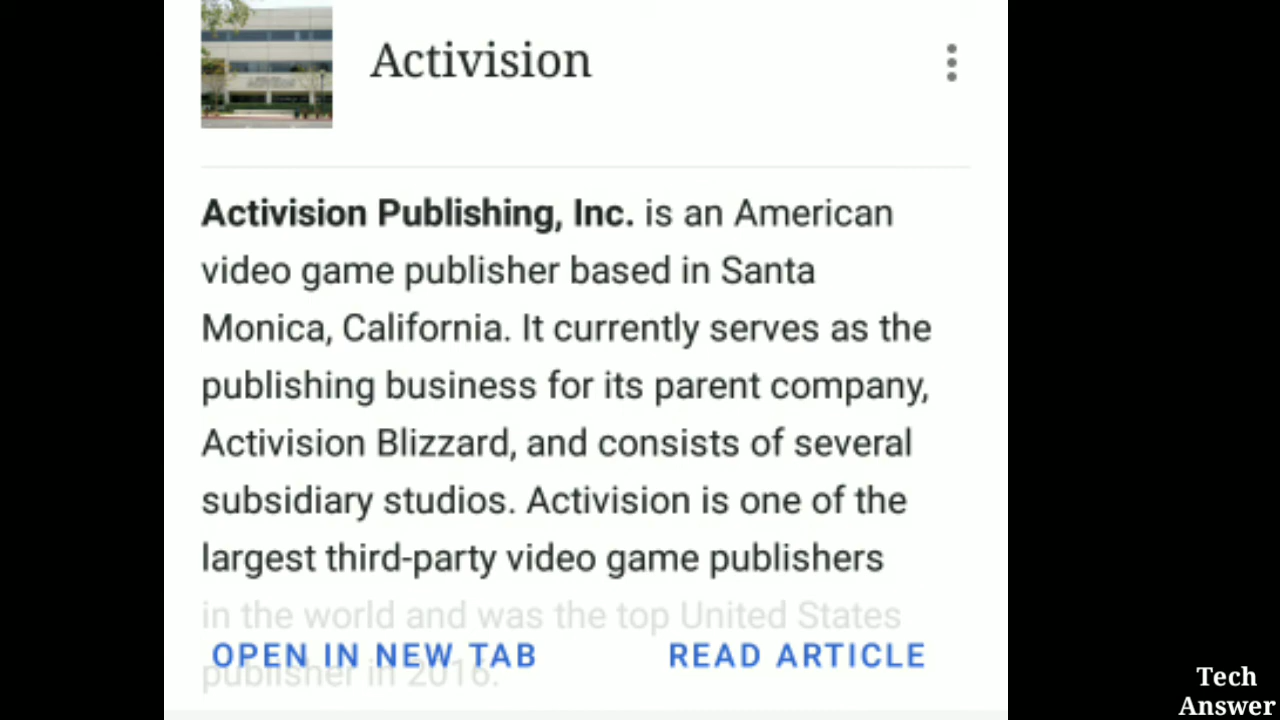 Activision
Activision Publishing, Inc. is an American
video game publisher based in Santa
Monica, California. It currently serves as the
publishing business for its parent company,
Activision Blizzard, and consists of several
subsidiary studios. Activision is one of the
largest third-party video game publishers
in the world and was the top United States
publisher in 2016.
OPEN IN NEW TAB
READ ARTICLE
Tech
Answer